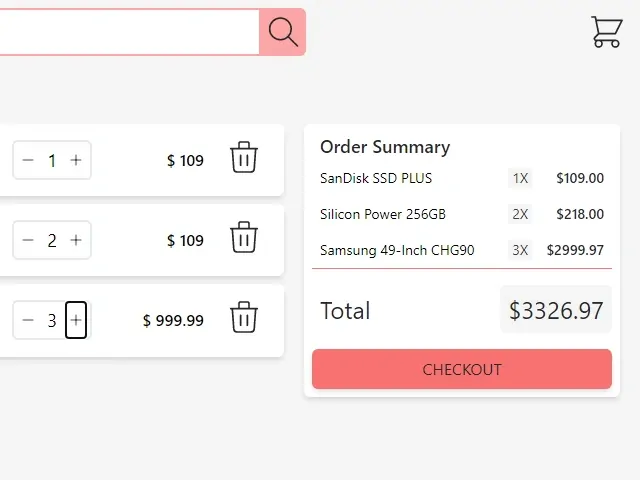 − 1 + $ 109
− 2 + $ 109
− 3 + $ 999.99
Order Summary
SanDisk SSD PLUS 1X $109.00
Silicon Power 256GB 2X $218.00
Samsung 49-Inch CHG90 3X $2999.97
Total $3326.97
CHECKOUT